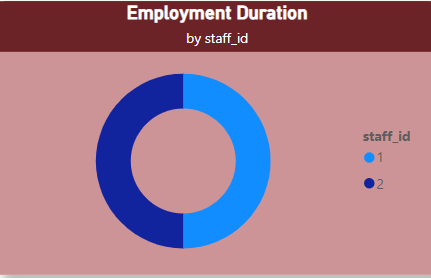 Employment Duration
by staff_id
staff_id
1
2